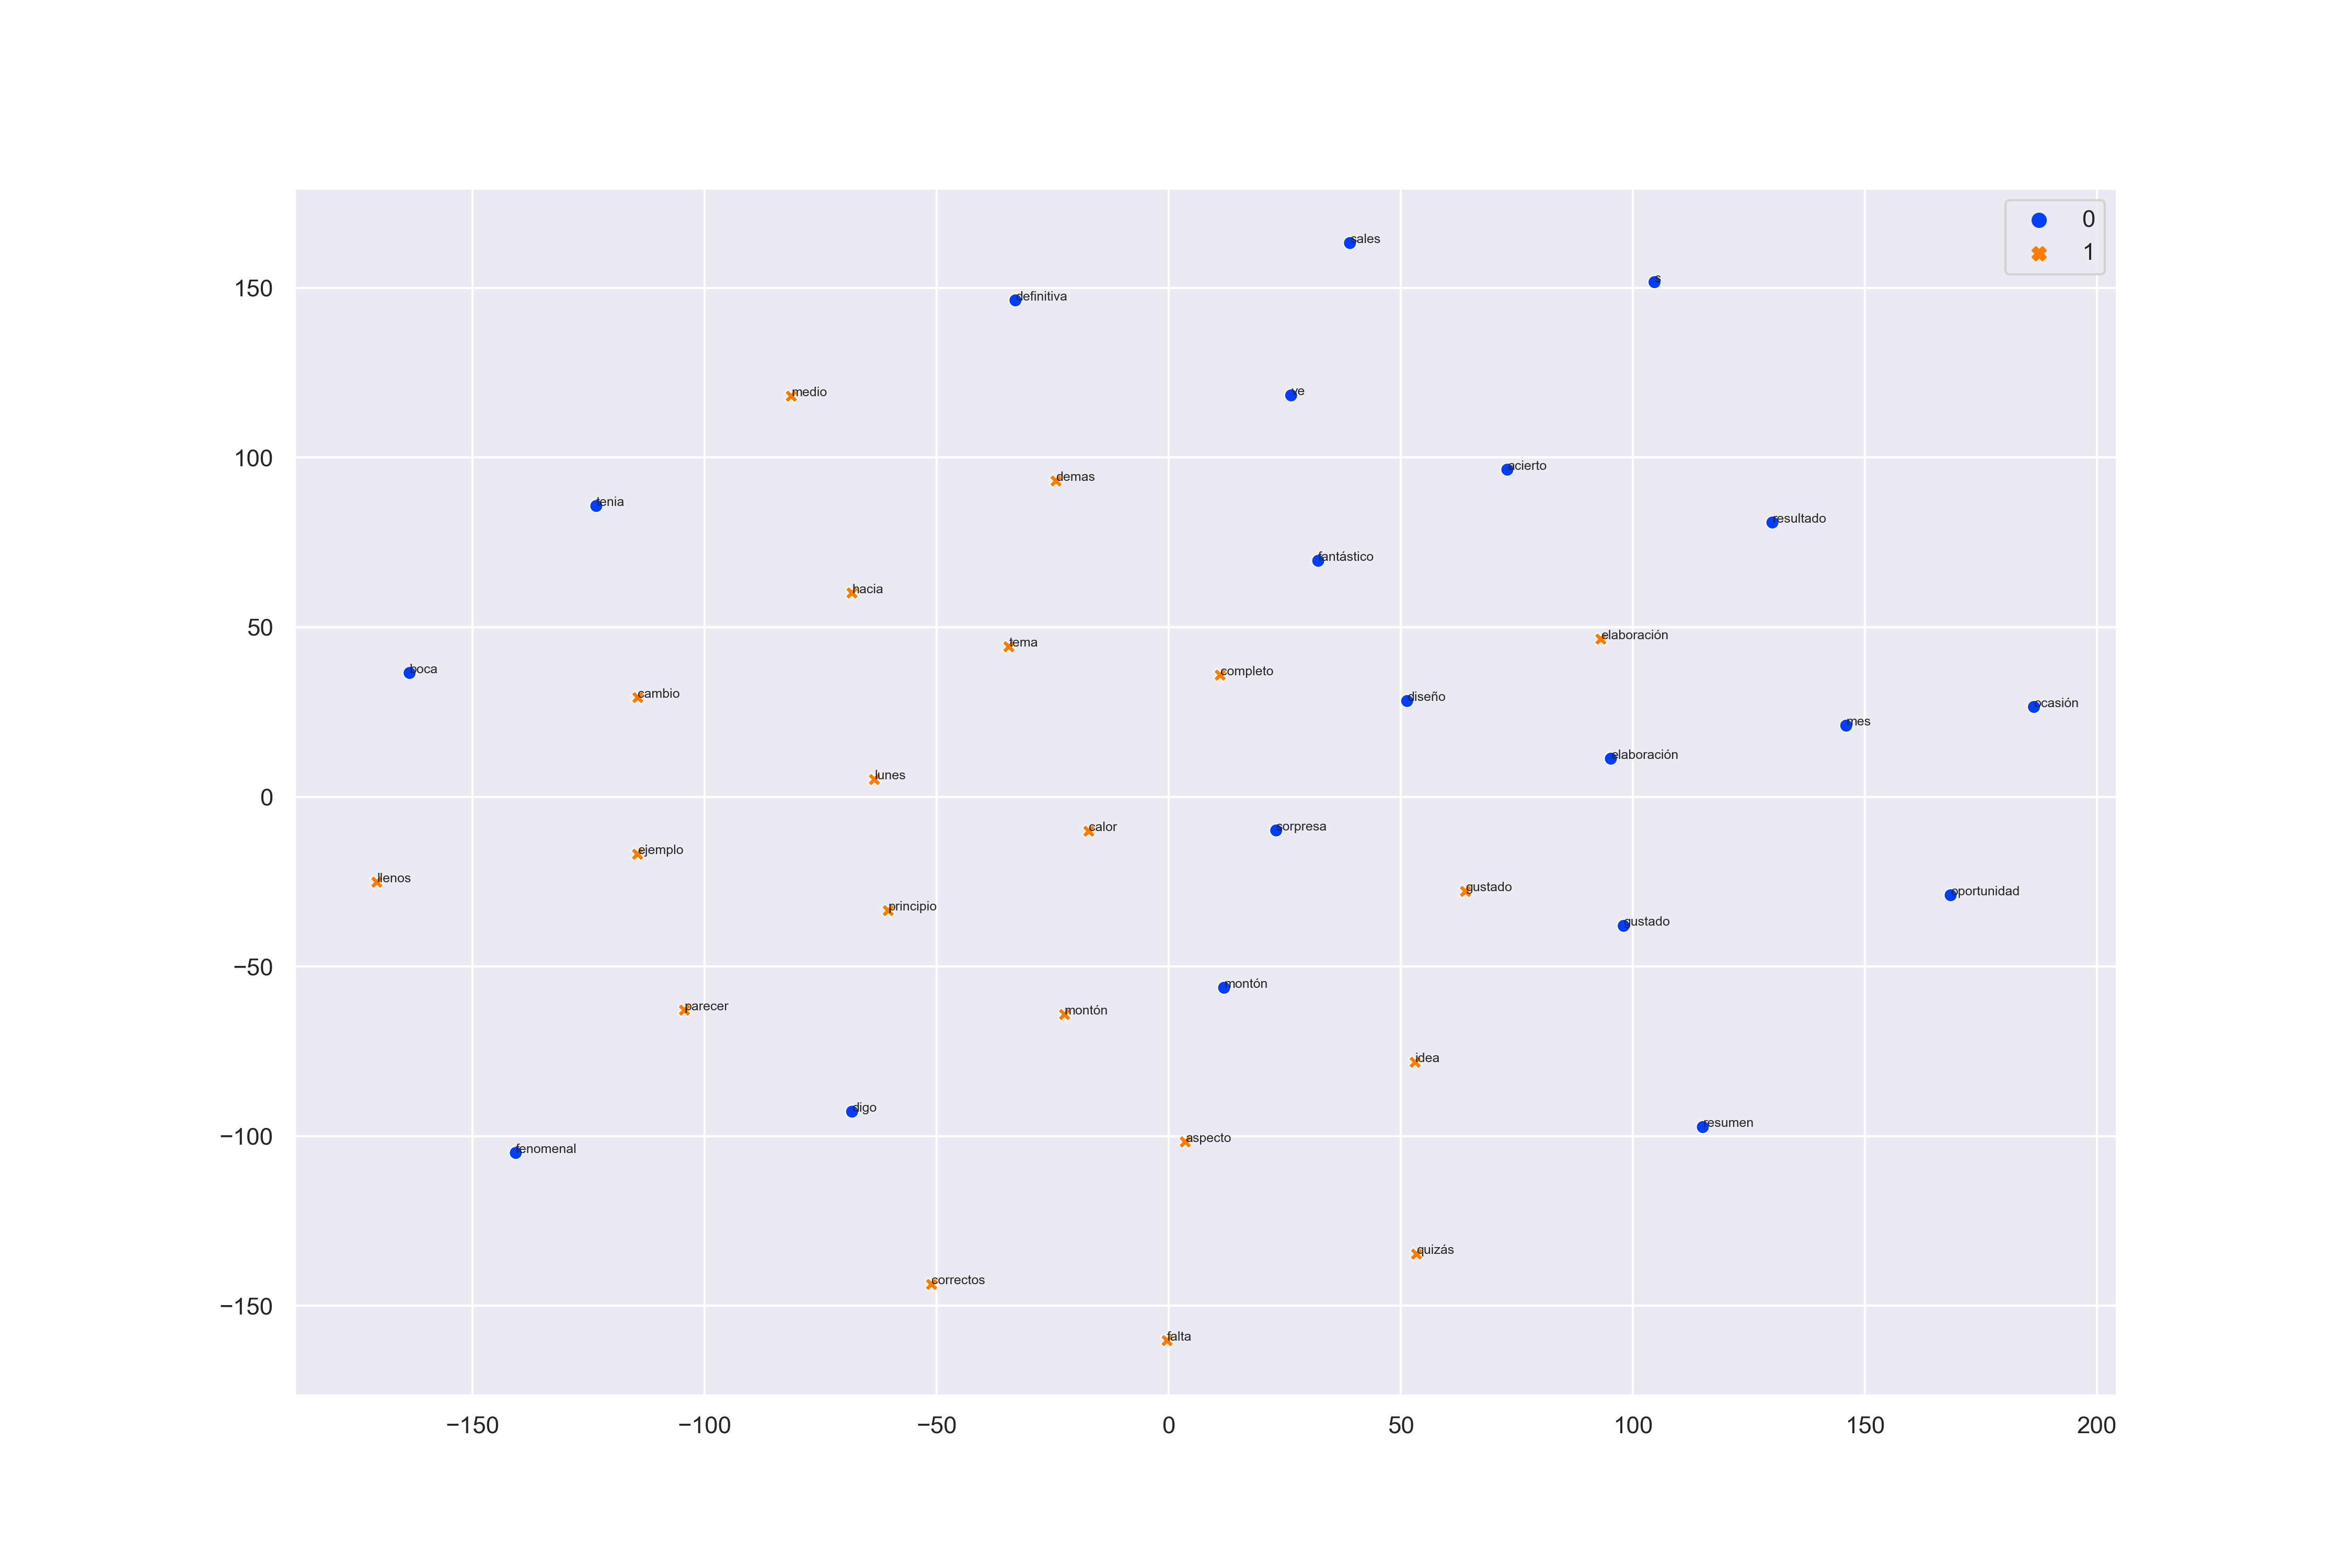 sales
0
s
1
150
definitiva
medio
ve
100
acierto
demas
tenia
resultado
fantástico
hacia
50
elaboración
tema
boca
completo
cambio
diseño
ocasión
mes
elaboración
lunes
0
calor
sorpresa
ejemplo
llenos
gustado
oportunidad
principio
gustado
−50
montón
parecer
montón
idea
digo
resumen
−100
aspecto
fenomenal
quizás
correctos
−150
falta
−150 −100 −50 0 50 100 150 200